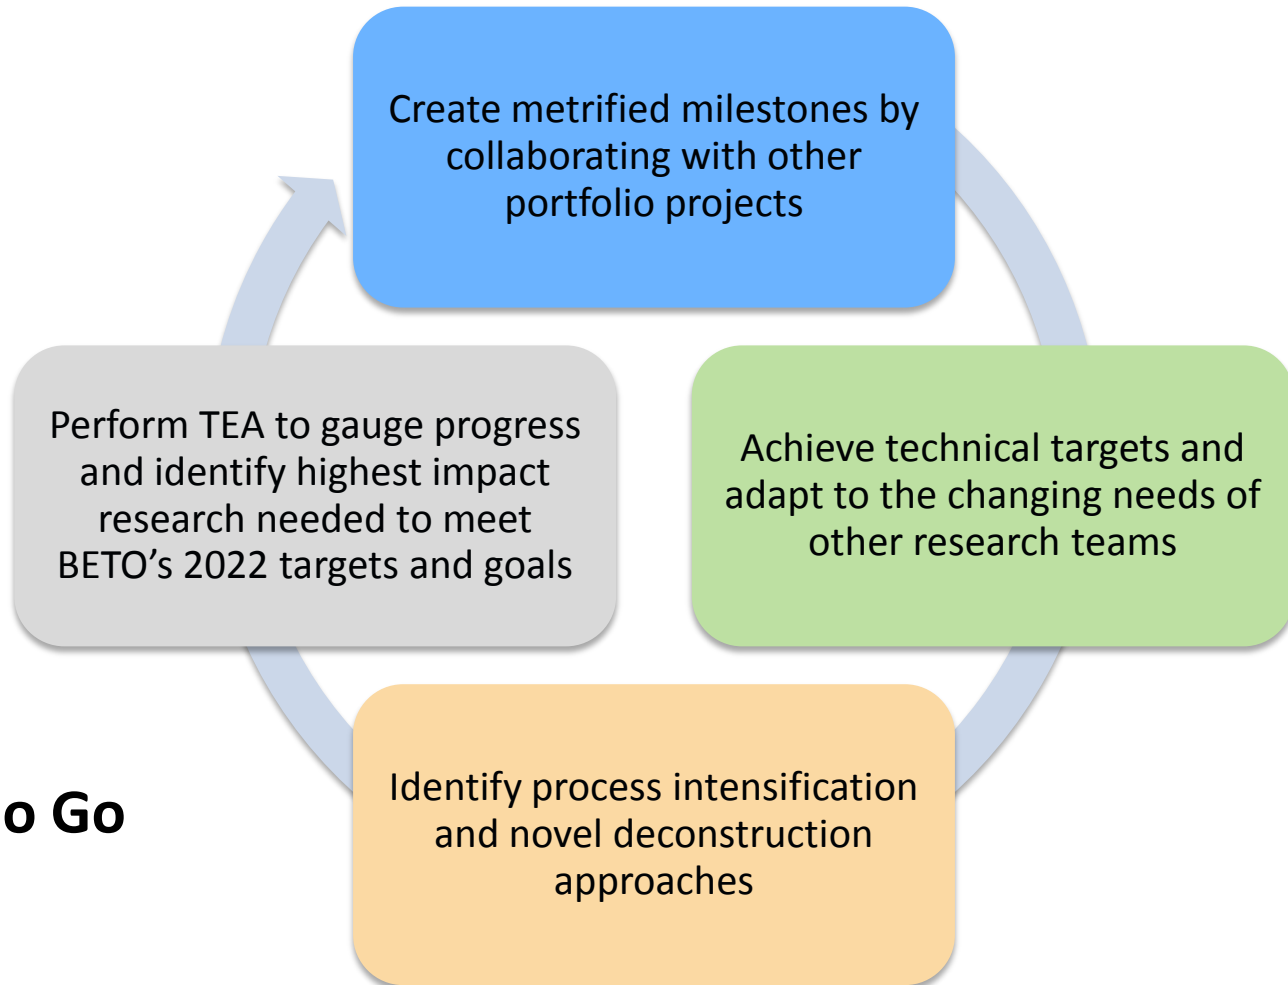 Create metrified milestones by
collaborating with other
portfolio projects
Perform TEA to gauge progress
and identify highest impact
research needed to meet
BETO’s 2022 targets and goals
Achieve technical targets and
adapt to the changing needs of
other research teams
Identify process intensification
and novel deconstruction
approaches
o Go